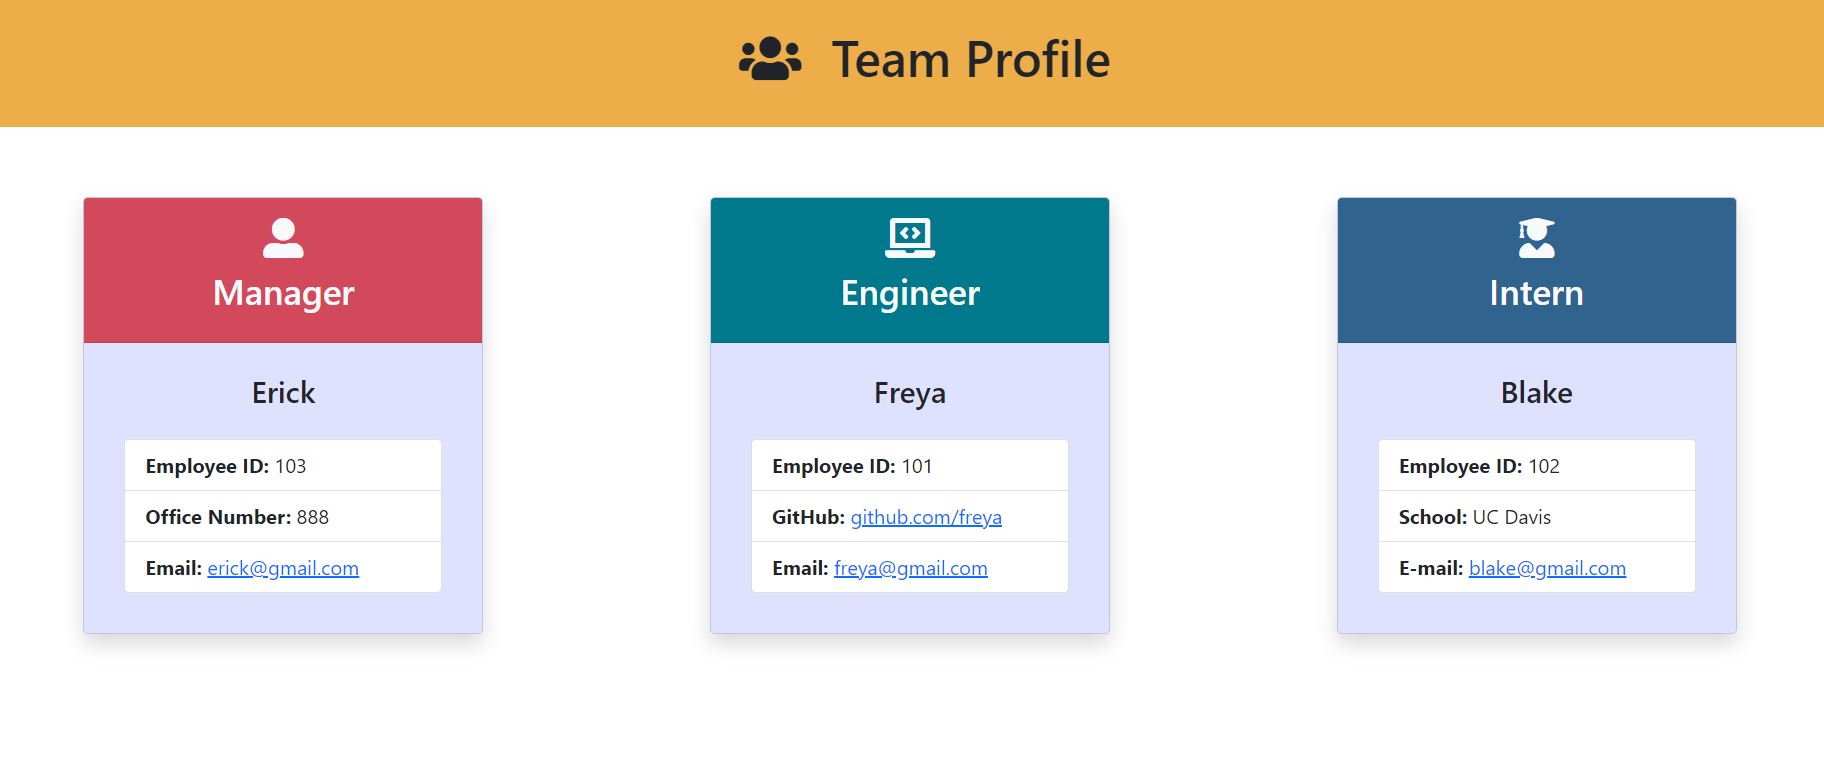 Team Profile
Manager
Erick
Employee ID: 103
Office Number: 888
Email: erick@gmail.com
Engineer
Freya
Employee ID: 101
GitHub: github.com/freya
Email: freya@gmail.com
Intern
Blake
Employee ID: 102
School: UC Davis
E-mail: blake@gmail.com